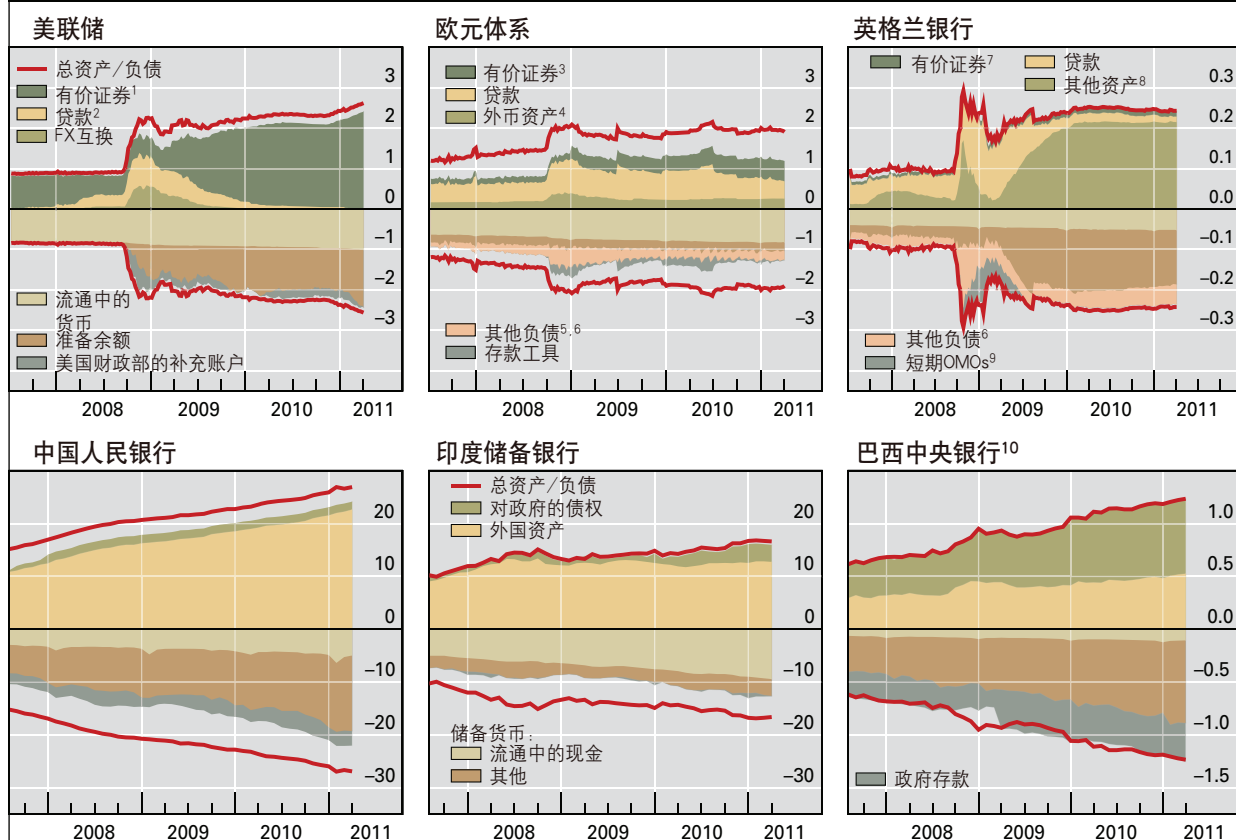 美联储
总资产/负债
有价证券1
贷款2
FX互换
3
2
1
0
–1
–2
–3
流通中的
货币
准备余额
美国财政部的补充账户
2008 2009 2010 2011
欧元体系
有价证券3
贷款
外币资产4
3
2
1
0
–1
–2
–3
其他负债5,6
存款工具
2008 2009 2010 2011
英格兰银行
有价证券7
贷款
其他资产8
0.3
0.2
0.1
0.0
–0.1
–0.2
–0.3
其他负债6
短期OMOs9
2008 2009 2010 2011
中国人民银行
20
10
0
–10
–20
–30
2008 2009 2010 2011
印度储备银行
总资产/负债
对政府的债权
外国资产
20
10
0
–10
–20
–30
储备货币:
流通中的现金
其他
2008 2009 2010 2011
巴西中央银行10
1.0
0.5
0.0
–0.5
–1.0
–1.5
政府存款
2008 2009 2010 2011